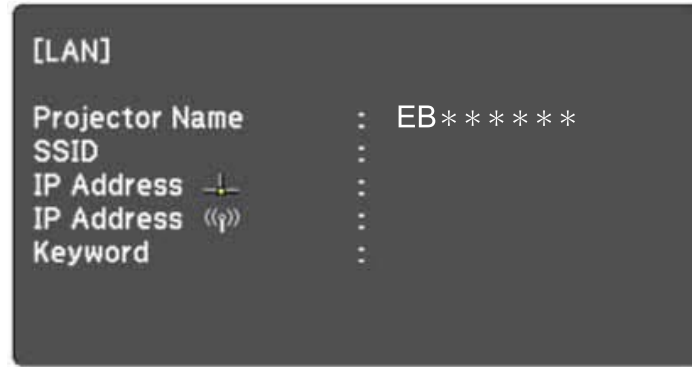 [LAN]
Projector Name : EB＊＊＊＊＊＊
SSID :
IP Address :
IP Address :
Keyword :